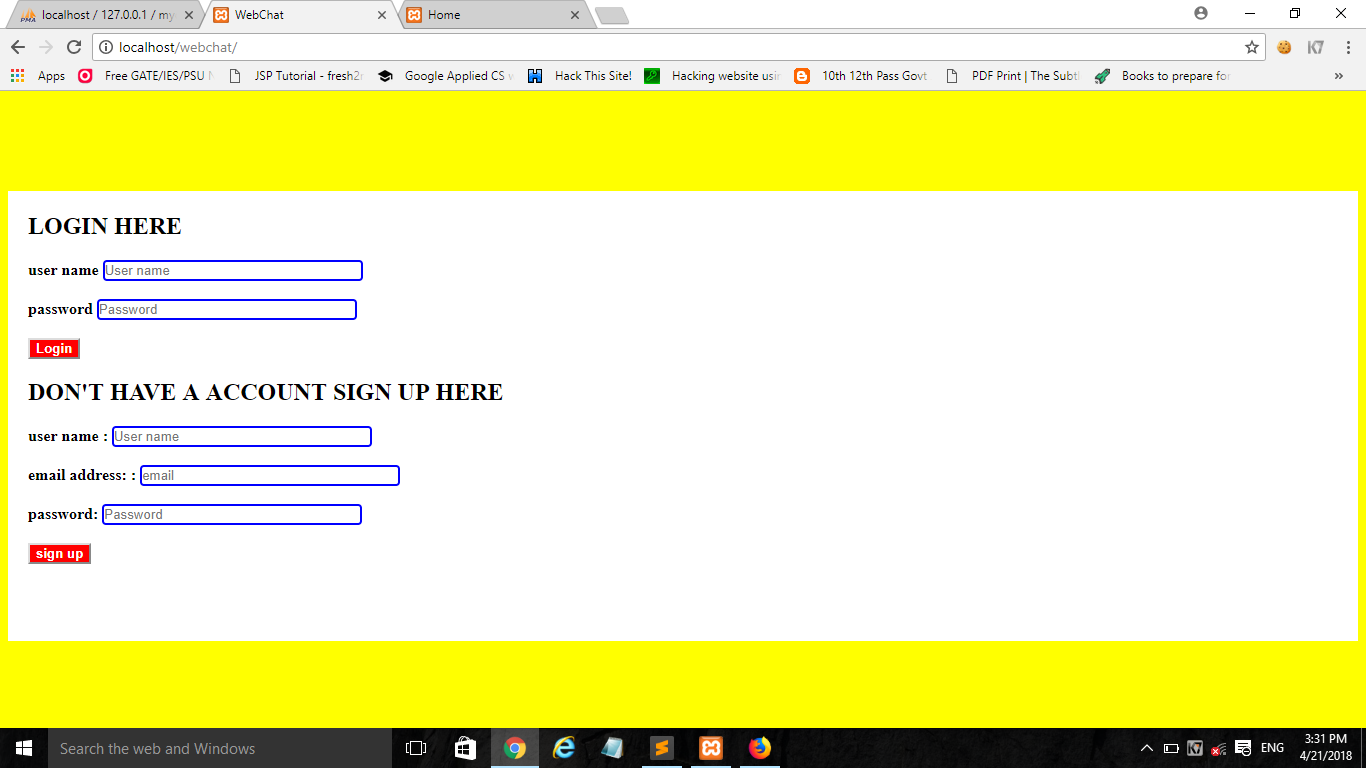 localhost / 127.0.0.1 / my
WebChat
Home
localhost/webchat/
Apps
Free GATE/IES/PSU
JSP Tutorial - fresh2
Google Applied CS
Hack This Site!
Hacking website usin
10th 12th Pass Govt
PDF Print | The Subt
Books to prepare for
LOGIN HERE
user name User name
password Password
Login
DON'T HAVE A ACCOUNT SIGN UP HERE
user name : User name
email address: : email
password: Password
sign up
Search the web and Windows
ENG
3:31 PM
4/21/2018